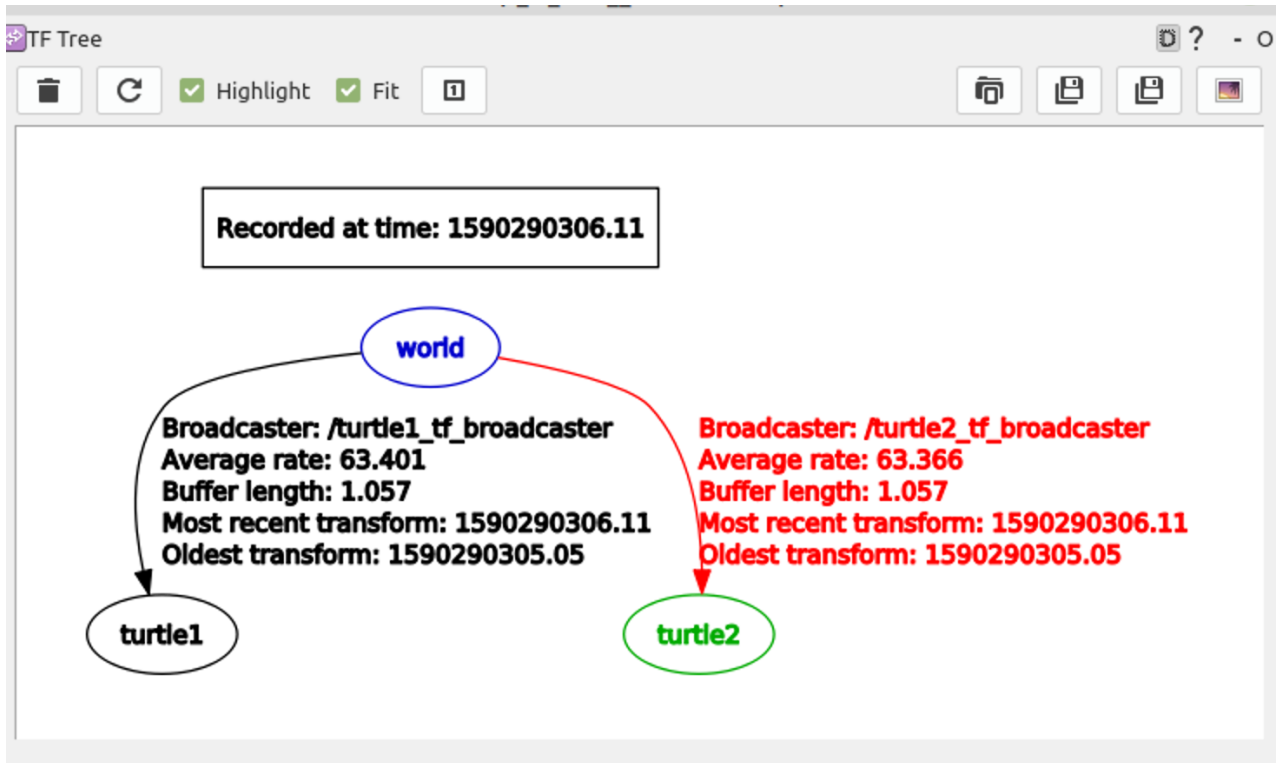 TF Tree
? - O
Highlight Fit 1
Recorded at time: 1590290306.11
world
Broadcaster: /turtle1_tf_broadcaster
Average rate: 63.401
Buffer length: 1.057
Most recent transform: 1590290306.11
Oldest transform: 1590290305.05
Broadcaster: /turtle2_tf_broadcaster
Average rate: 63.366
Buffer length: 1.057
Most recent transform: 1590290306.11
Oldest transform: 1590290305.05
turtle1
turtle2